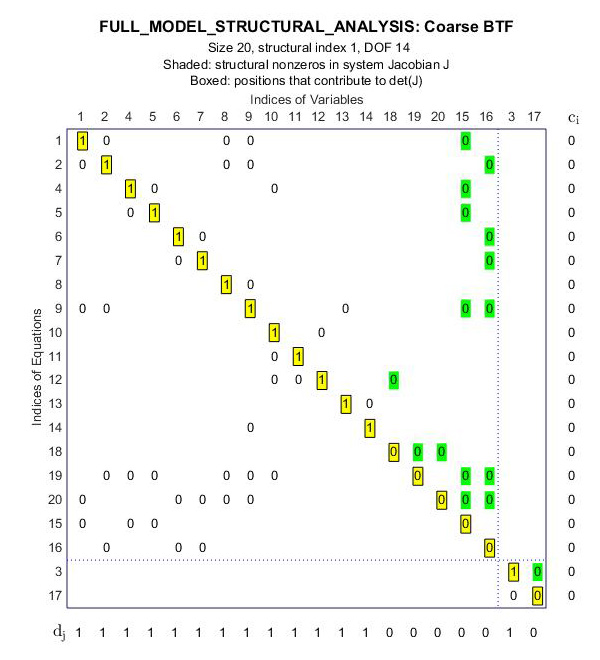 FULL_MODEL_STRUCTURAL_ANALYSIS: Coarse BTF
Size 20, structural index 1, DOF 14
Shaded: structural nonzeros in system Jacobian J
Boxed: positions that contribute to det(J)
Indices of Variables
1 2 4 5 6 7 8 9 10 11 12 13 14 18 19 20 15 16 3 17 c_i
Indices of Equations
1 1 0 0 0 0 0
2 0 1 0 0 0 0
4 1 0 0 0 0
5 0 1 0 0
6 1 0 0 0
7 0 1 0 0
8 1 0 0
9 0 0 1 0 0 0 0
10 1 0 0
11 0 1 0
12 0 0 1 0 0
13 1 0 0
14 0 1 0
18 0 0 0 0
19 0 0 0 0 0 0 0 0 0 0
20 0 0 0 0 0 0 0 0 0
15 0 0 0 0 0
16 0 0 0 0 0
3 1 0 0
17 0 0 0
d_j 1 1 1 1 1 1 1 1 1 1 1 1 1 0 0 0 0 0 1 0